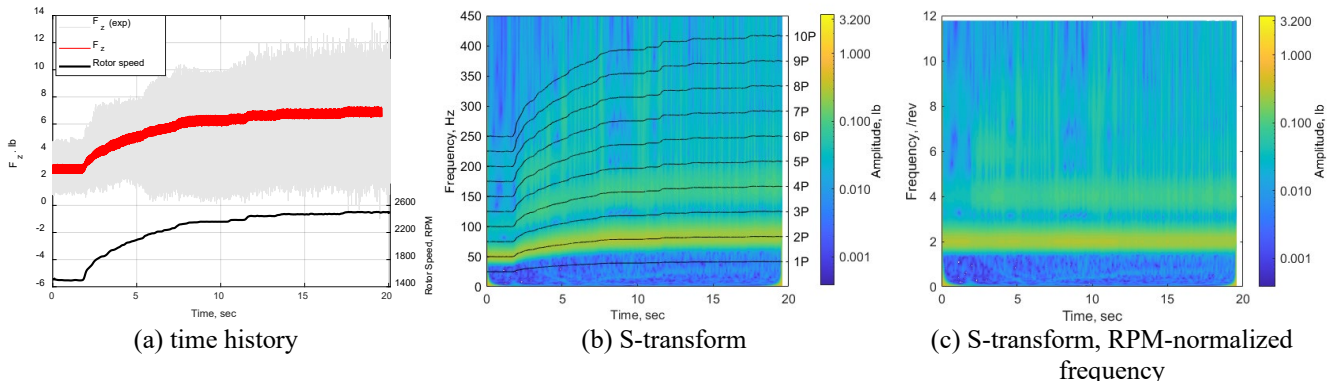 F_z (exp)
F_z
Rotor speed
14
12
10
8
6
4
2
0
-2
-4
-6
F_z, lb
2600
2200
1800
1400
Rotor Speed, RPM
0
5
10
15
20
Time, sec
(a) time history
450
400
350
300
250
200
150
100
50
0
Frequency, Hz
10P
9P
8P
7P
6P
5P
4P
3P
2P
1P
0
5
10
15
20
Time, sec
3.200
1.000
0.100
0.010
0.001
Amplitude, lb
(b) S-transform
12
10
8
6
4
2
0
Frequency, /rev
5
10
15
20
Time, sec
3.200
1.000
0.100
0.010
0.001
Amplitude, lb
(c) S-transform, RPM-normalized
frequency